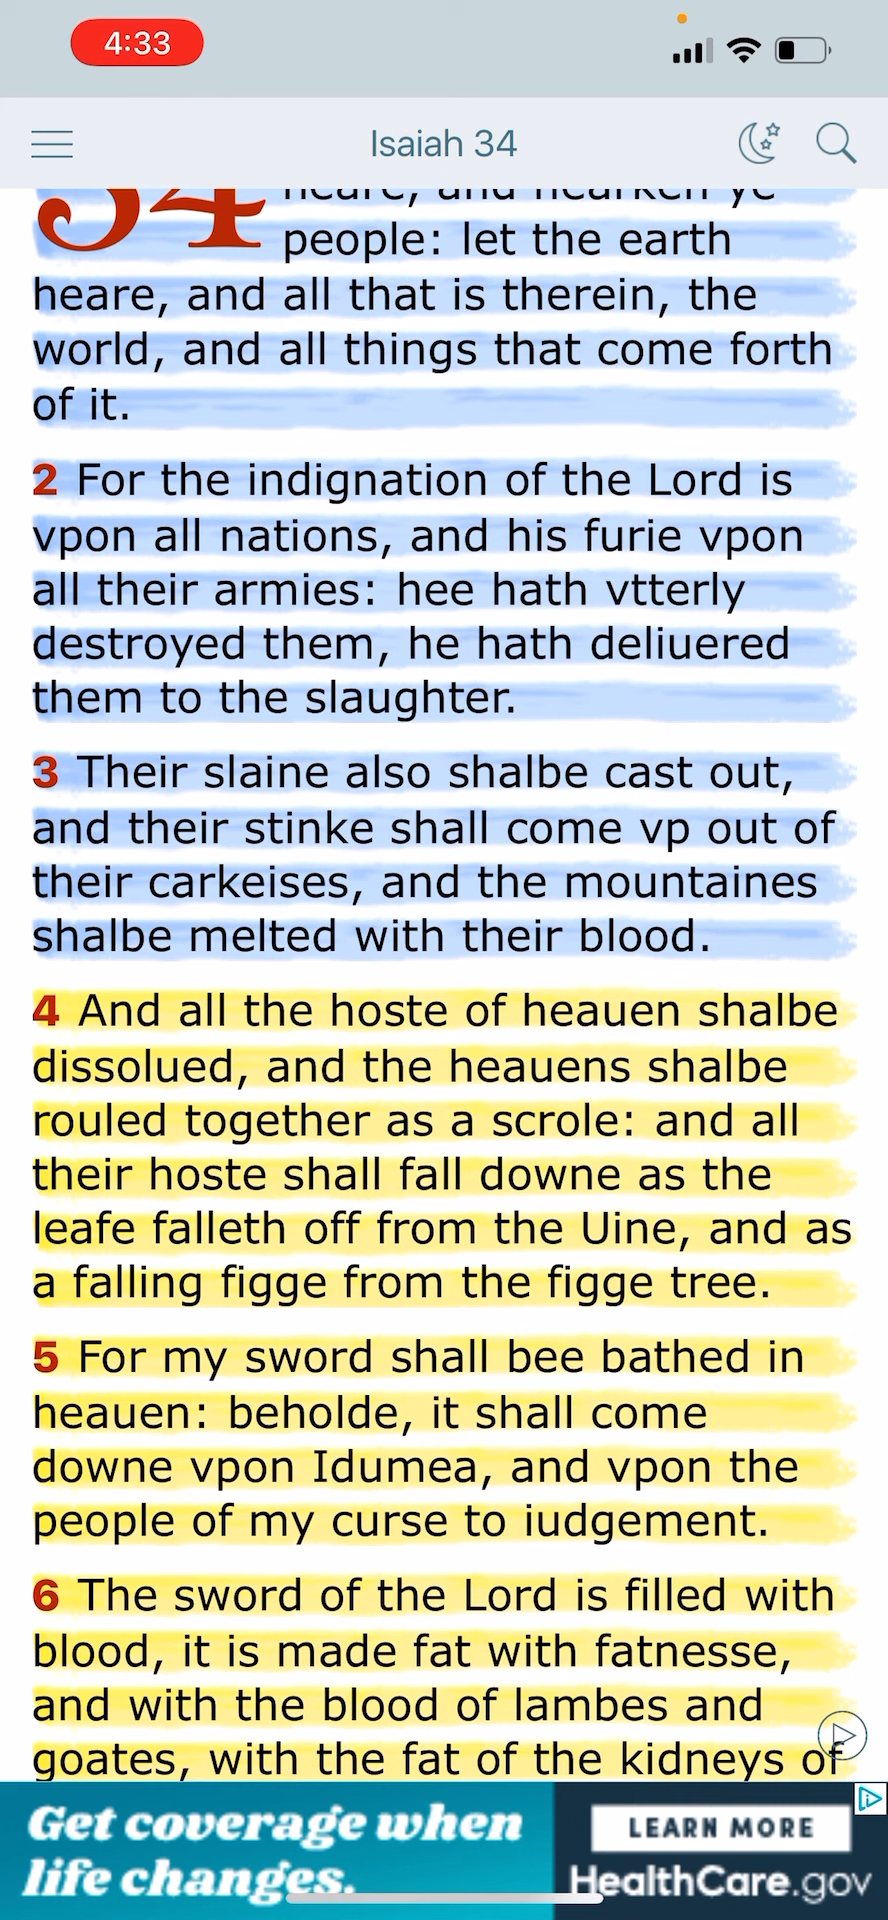 4:33
Isaiah 34
34 heare, and hearken ye
people: let the earth
heare, and all that is therein, the
world, and all things that come forth
of it.
2 For the indignation of the Lord is
vpon all nations, and his furie vpon
all their armies: hee hath vtterly
destroyed them, he hath deliuered
them to the slaughter.
3 Their slaine also shalbe cast out,
and their stinke shall come vp out of
their carkeises, and the mountaines
shalbe melted with their blood.
4 And all the hoste of heauen shalbe
dissolued, and the heauens shalbe
rouled together as a scrole: and all
their hoste shall fall downe as the
leafe falleth off from the Uine, and as
a falling figge from the figge tree.
5 For my sword shall bee bathed in
heauen: beholde, it shall come
downe vpon Idumea, and vpon the
people of my curse to iudgement.
6 The sword of the Lord is filled with
blood, it is made fat with fatnesse,
and with the blood of lambes and
goates, with the fat of the kidneys of
Get coverage when
life changes.
LEARN MORE
HealthCare.gov